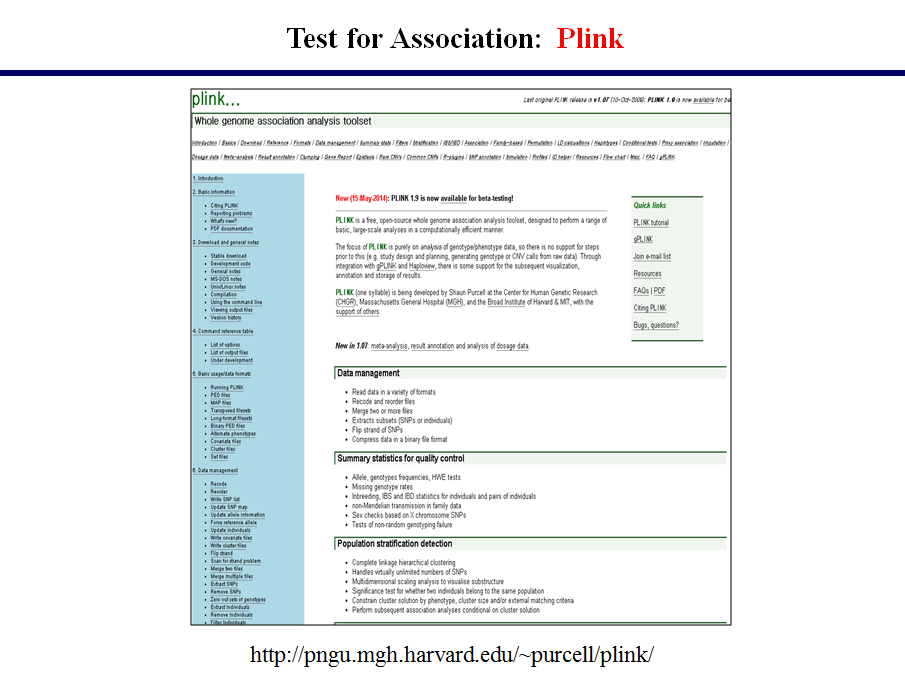 Test for Association:  Plink
plink...
Last original PLINK release is v1.07 (10-Oct-2009); PLINK 1.9 is now available for be
Whole genome association analysis toolset
Introduction | Basics | Download | Reference | Formats | Data management | Summary stats | Filters | Stratification | IBS/IBD | Association | Family-based | Permutation | LD calcualtions | Haplotypes | Conditional tests | Proxy association | Imputation |
Dosage data | Meta-analysis | Result annotation | Clumping | Gene Report | Epistasis | Rare CNVs | Common CNPs | R-plugins | SNP annotation | Simulation | Profiles | ID helper | Resources | Flow chart | Misc. | FAQ | gPLINK
1. Introduction
2. Basic information
Citing PLINK
Reporting problems
What's new?
PDF documentation
3. Download and general notes
Stable download
Development code
General notes
MS-DOS notes
Unix/Linux notes
Compilation
Using the command line
Viewing output files
Version history
4. Command reference table
List of options
List of output files
Under development
5. Basic usage/data formats
Running PLINK
PED files
MAP files
Transposed filesets
Long-format filesets
Binary PED files
Alternate phenotypes
Covariate files
Cluster files
Set files
6. Data management
Recode
Reorder
Write SNP list
Update SNP map
Update allele information
Force reference allele
Update individuals
Write covariate files
Write cluster files
Flip strand
Scan for strand problem
Merge two files
Merge multiple files
Extract SNPs
Remove SNPs
Zero out sets of genotypes
Extract Individuals
Remove Individuals
Filter Individuals
New (15-May-2014): PLINK 1.9 is now available for beta-testing!
PLINK is a free, open-source whole genome association analysis toolset, designed to perform a range of
basic, large-scale analyses in a computationally efficient manner.
The focus of PLINK is purely on analysis of genotype/phenotype data, so there is no support for steps
prior to this (e.g. study design and planning, generating genotype or CNV calls from raw data). Through
integration with gPLINK and Haploview, there is some support for the subsequent visualization,
annotation and storage of results.
PLINK (one syllable) is being developed by Shaun Purcell at the Center for Human Genetic Research
(CHGR), Massachusetts General Hospital (MGH), and the Broad Institute of Harvard & MIT, with the
support of others.
New in 1.07: meta-analysis, result annotation and analysis of dosage data.
Data management
Read data in a variety of formats
Recode and reorder files
Merge two or more files
Extracts subsets (SNPs or individuals)
Flip strand of SNPs
Compress data in a binary file format
Summary statistics for quality control
Allele, genotypes frequencies, HWE tests
Missing genotype rates
Inbreeding, IBS and IBD statistics for individuals and pairs of individuals
non-Mendelian transmission in family data
Sex checks based on X chromosome SNPs
Tests of non-random genotyping failure
Population stratification detection
Complete linkage hierarchical clustering
Handles virtually unlimited numbers of SNPs
Multidimensional scaling analysis to visualise substructure
Significance test for whether two individuals belong to the same population
Constrain cluster solution by phenotype, cluster size and/or external matching criteria
Perform subsequent association analyses conditional on cluster solution
Quick links
PLINK tutorial
gPLINK
Join e-mail list
Resources
FAQs | PDF
Citing PLINK
Bugs, questions?
http://pngu.mgh.harvard.edu/~purcell/plink/